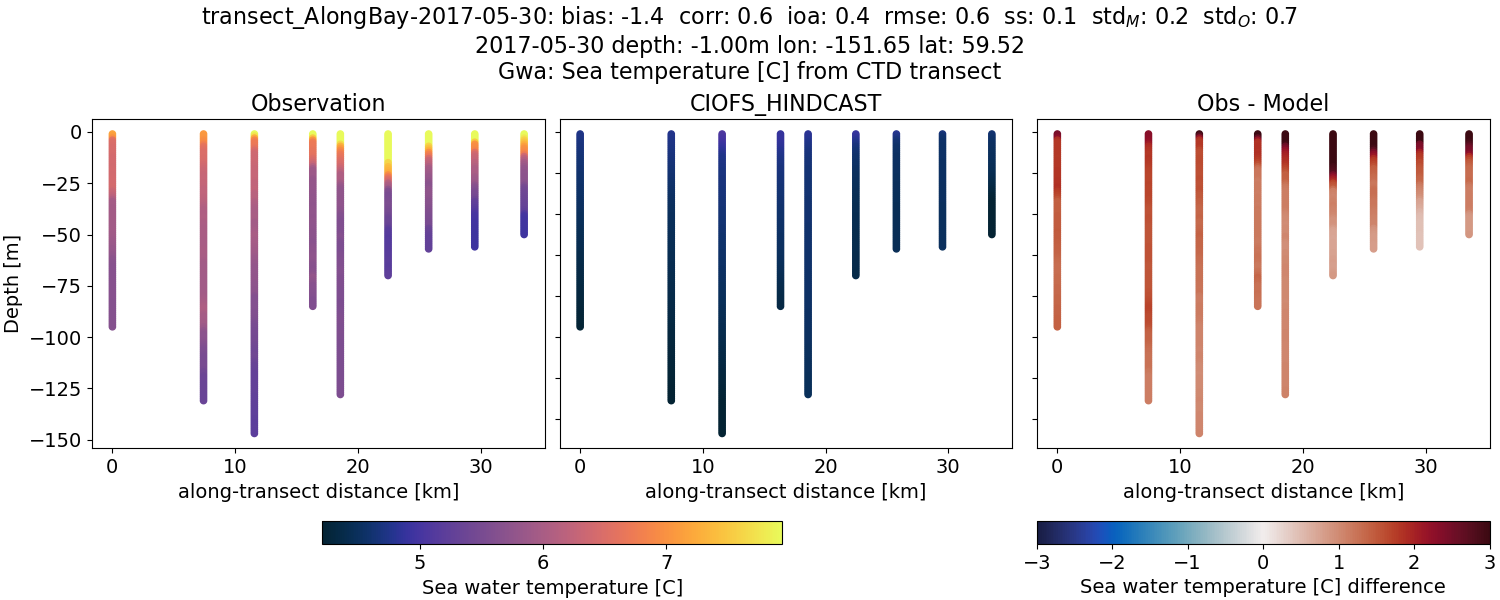 transect_AlongBay-2017-05-30: bias: -1.4 corr: 0.6 ioa: 0.4 rmse: 0.6 ss: 0.1 std_M: 0.2 std_O: 0.7
2017-05-30 depth: -1.00m lon: -151.65 lat: 59.52
Gwa: Sea temperature [C] from CTD transect
Observation
CIOFS_HINDCAST
Obs - Model
Depth [m]
0
−25
−50
−75
−100
−125
−150
0 10 20 30
0 10 20 30
0 10 20 30
along-transect distance [km]
along-transect distance [km]
along-transect distance [km]
5 6 7
Sea water temperature [C]
−3 −2 −1 0 1 2 3
Sea water temperature [C] difference